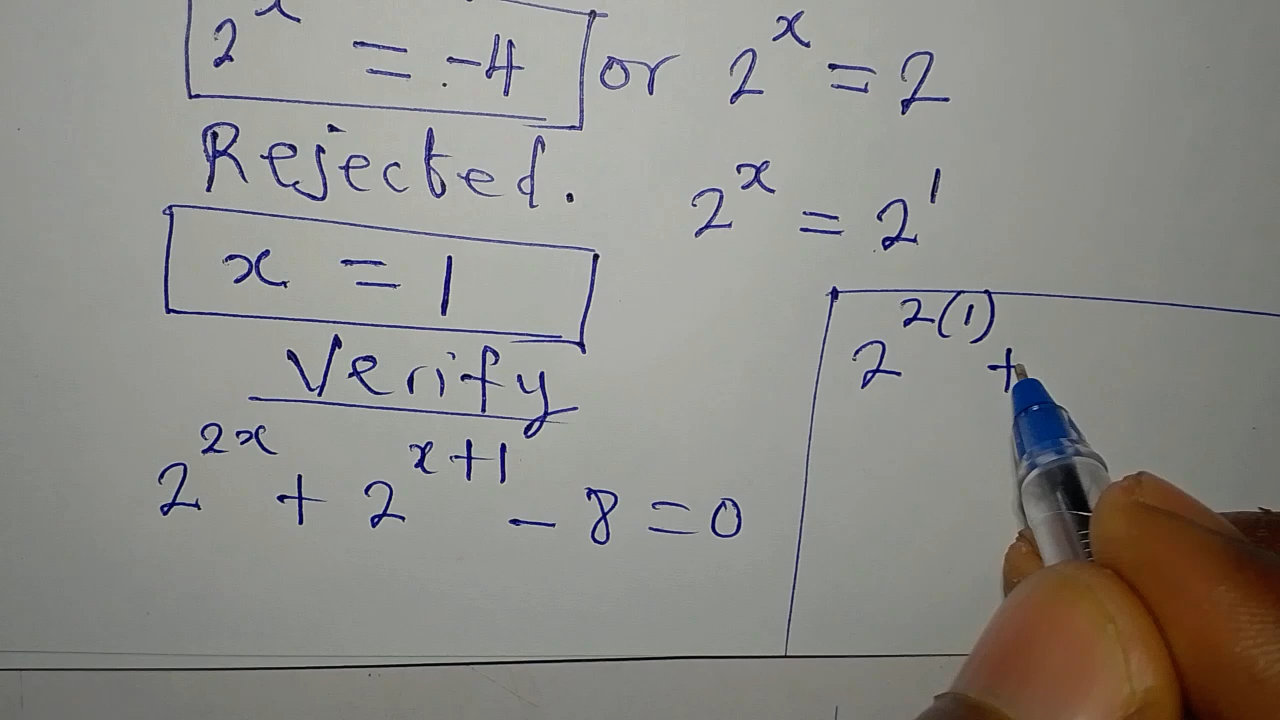 2^x = -4 or 2^x = 2
Rejected.
2^x = 2^1
x = 1
Verify
2^{2x} + 2^{x+1} - 8 = 0
2^{2(1)} +